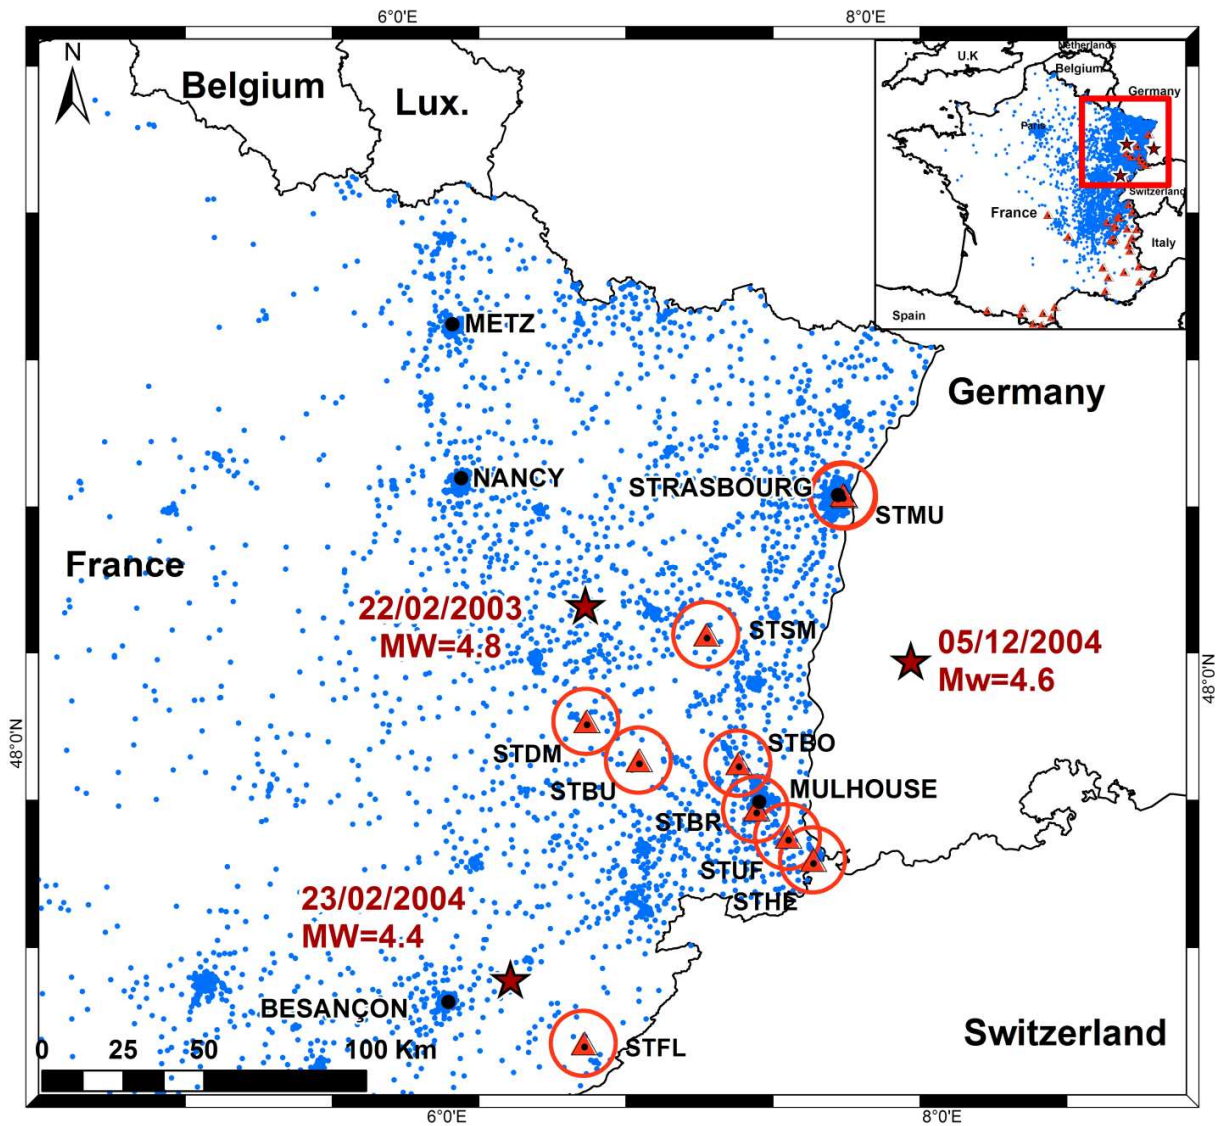 6°0'E
8°0'E
N
Belgium
Lux.
U.K
Netherlands
Belgium
Germany
Paris
France
Switzerland
Italy
Spain
METZ
Germany
NANCY
STRASBOURG
STMU
France
22/02/2003
MW=4.8
STSM
05/12/2004
Mw=4.6
48°0'N
48°0'N
STDM
STBO
STBU
MULHOUSE
STBR
STUF
STHE
23/02/2004
MW=4.4
BESANÇON
Switzerland
0 25 50 100 Km
STFL
6°0'E
8°0'E